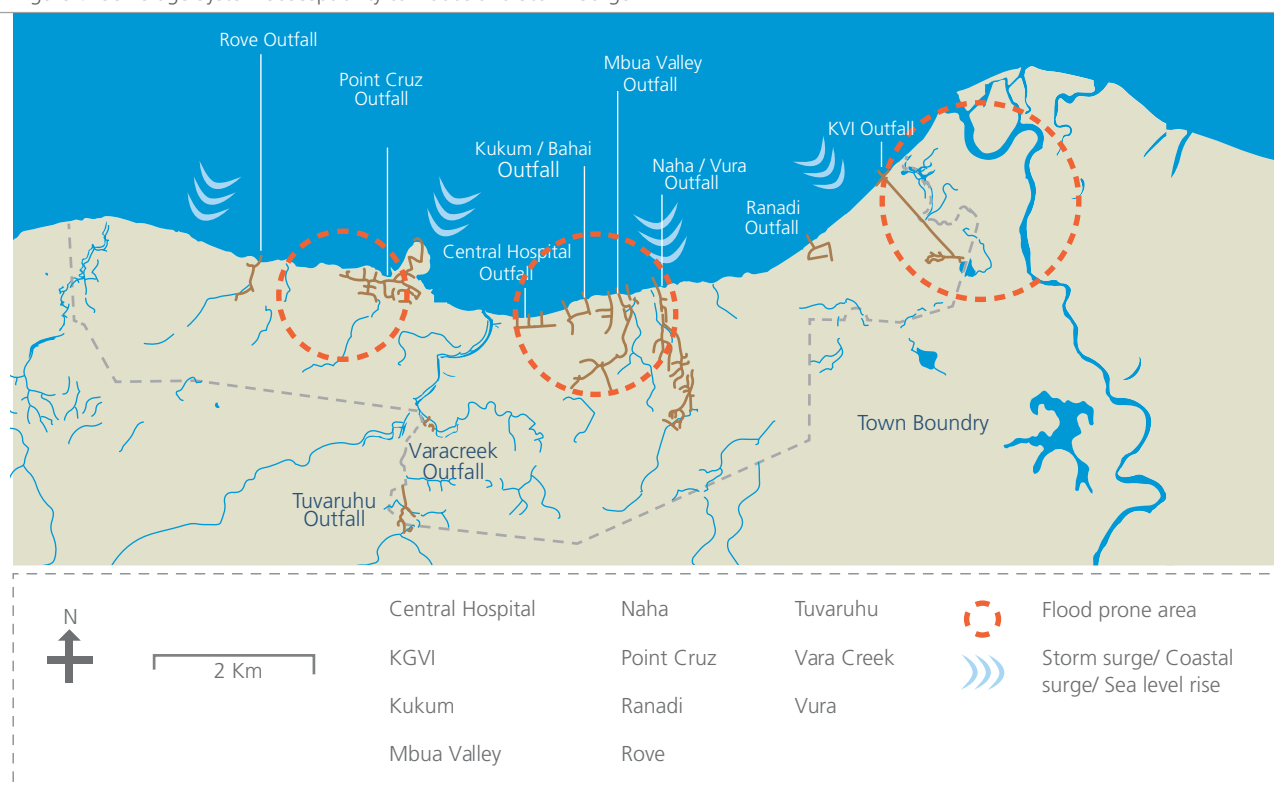 Rove Outfall
Point Cruz
Outfall
Mbua Valley
Outfall
Kukum / Bahai
Outfall
KVI Outfall
Naha / Vura
Outfall
Ranadi
Outfall
Central Hospital
Outfall
Town Boundry
Varacreek
Outfall
Tuvaruhu
Outfall
N
2 Km
Central Hospital
KGVI
Kukum
Mbua Valley
Naha
Point Cruz
Ranadi
Rove
Tuvaruhu
Vara Creek
Vura
Flood prone area
Storm surge/ Coastal
surge/ Sea level rise